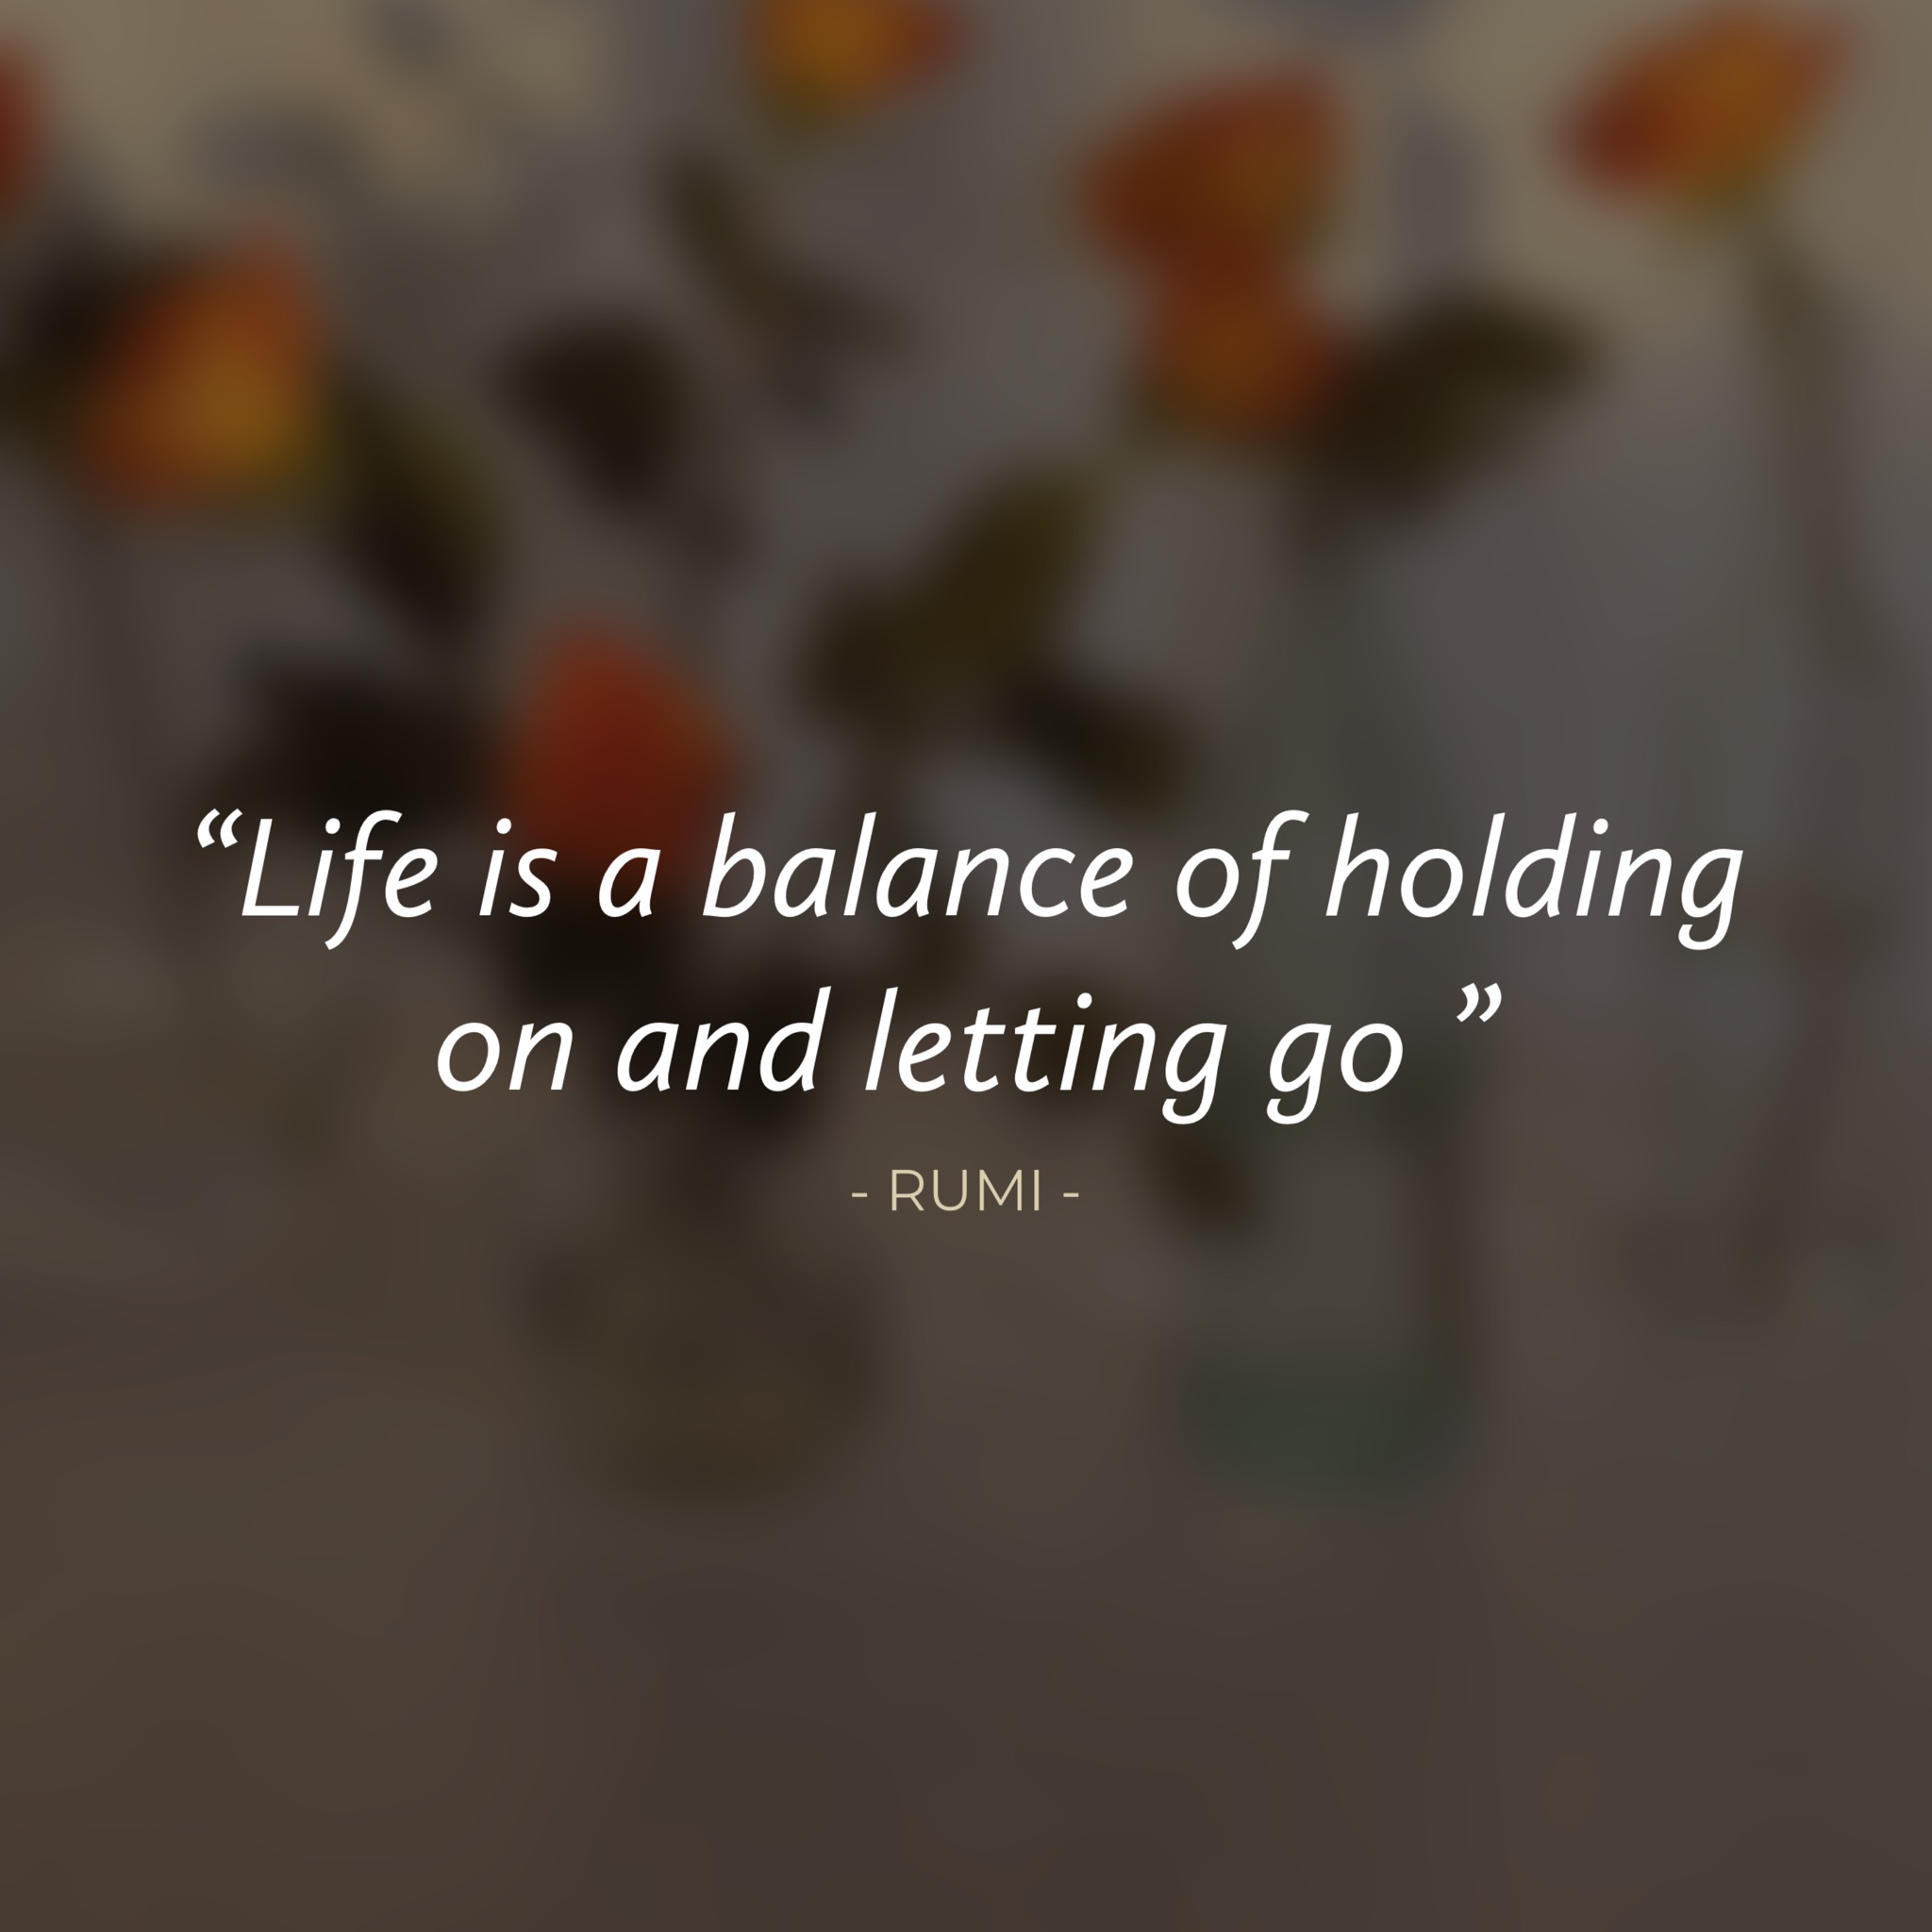 “Life is a balance of holding
on and letting go ”
- RUMI -